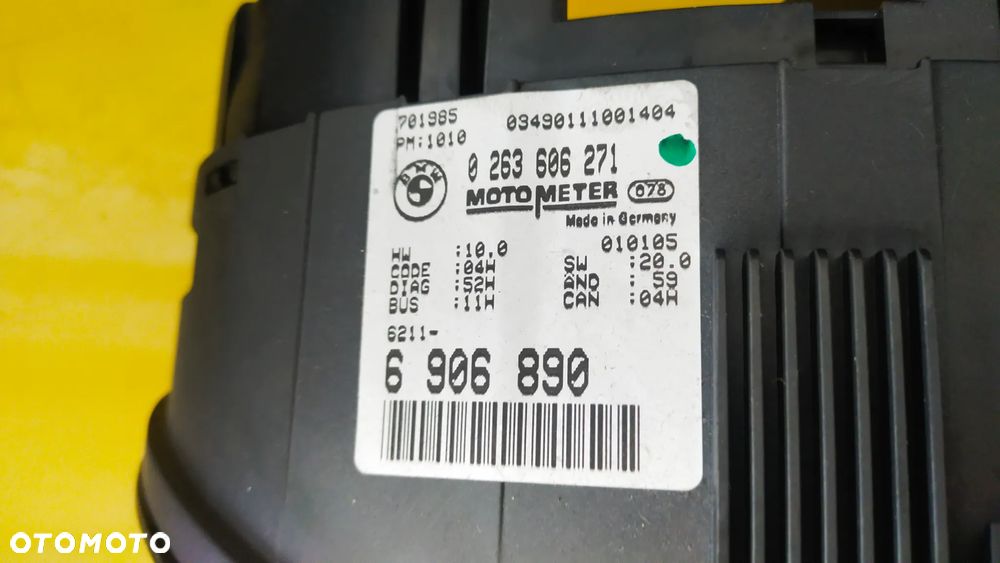 701985 03490111001404
PM:1010
BMW
0 263 606 271
MOTOMETER 078
Made in Germany
010105
HW :10.0 SW :20.0
CODE :04H AND : 59
DIAG :52H CAN :04H
BUS :11H
6211-
6 906 890
OTOMOTO